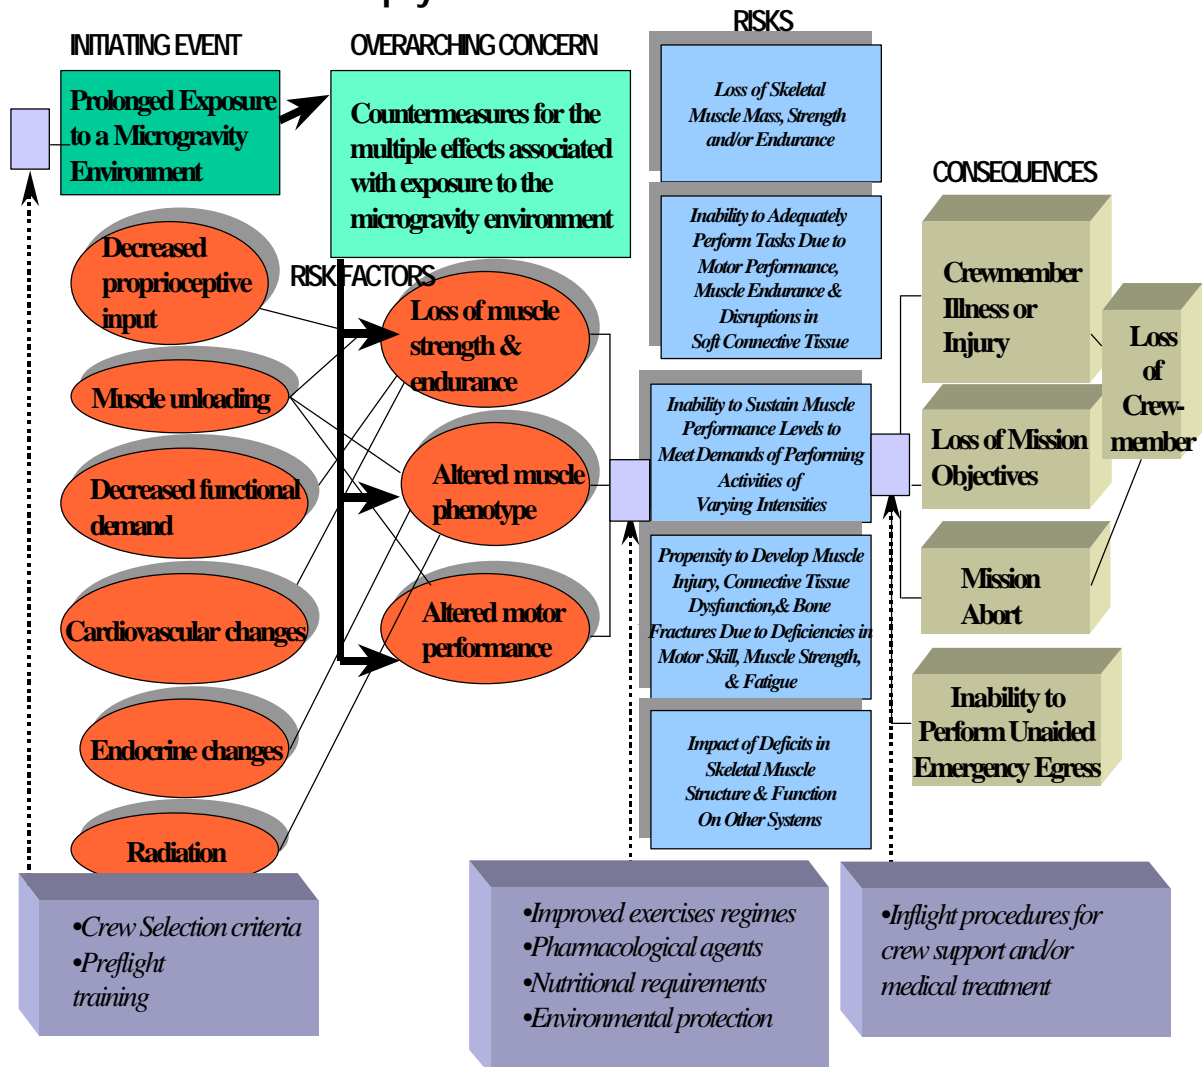 INITIATING EVENT
Prolonged Exposure
to a Microgravity
Environment
OVERARCHING CONCERN
Countermeasures for the
multiple effects associated
with exposure to the
microgravity environment
RISK FACTORS
Decreased
proprioceptive
input
Muscle unloading
Decreased functional
demand
Cardiovascular changes
Endocrine changes
Radiation
Loss of muscle
strength &
endurance
Altered muscle
phenotype
Altered motor
performance
RISKS
Loss of Skeletal
Muscle Mass, Strength
and/or Endurance
Inability to Adequately
Perform Tasks Due to
Motor Performance,
Muscle Endurance &
Disruptions in
Soft Connective Tissue
Inability to Sustain Muscle
Performance Levels to
Meet Demands of Performing
Activities of
Varying Intensities
Propensity to Develop Muscle
Injury, Connective Tissue
Dysfunction,& Bone
Fractures Due to Deficiencies in
Motor Skill, Muscle Strength,
& Fatigue
Impact of Deficits in
Skeletal Muscle
Structure & Function
On Other Systems
CONSEQUENCES
Crewmember
Illness or
Injury
Loss of Mission
Objectives
Mission
Abort
Inability to
Perform Unaided
Emergency Egress
Loss
of
Crew-
member
•Crew Selection criteria
•Preflight
training
•Improved exercises regimes
•Pharmacological agents
•Nutritional requirements
•Environmental protection
•Inflight procedures for
crew support and/or
medical treatment